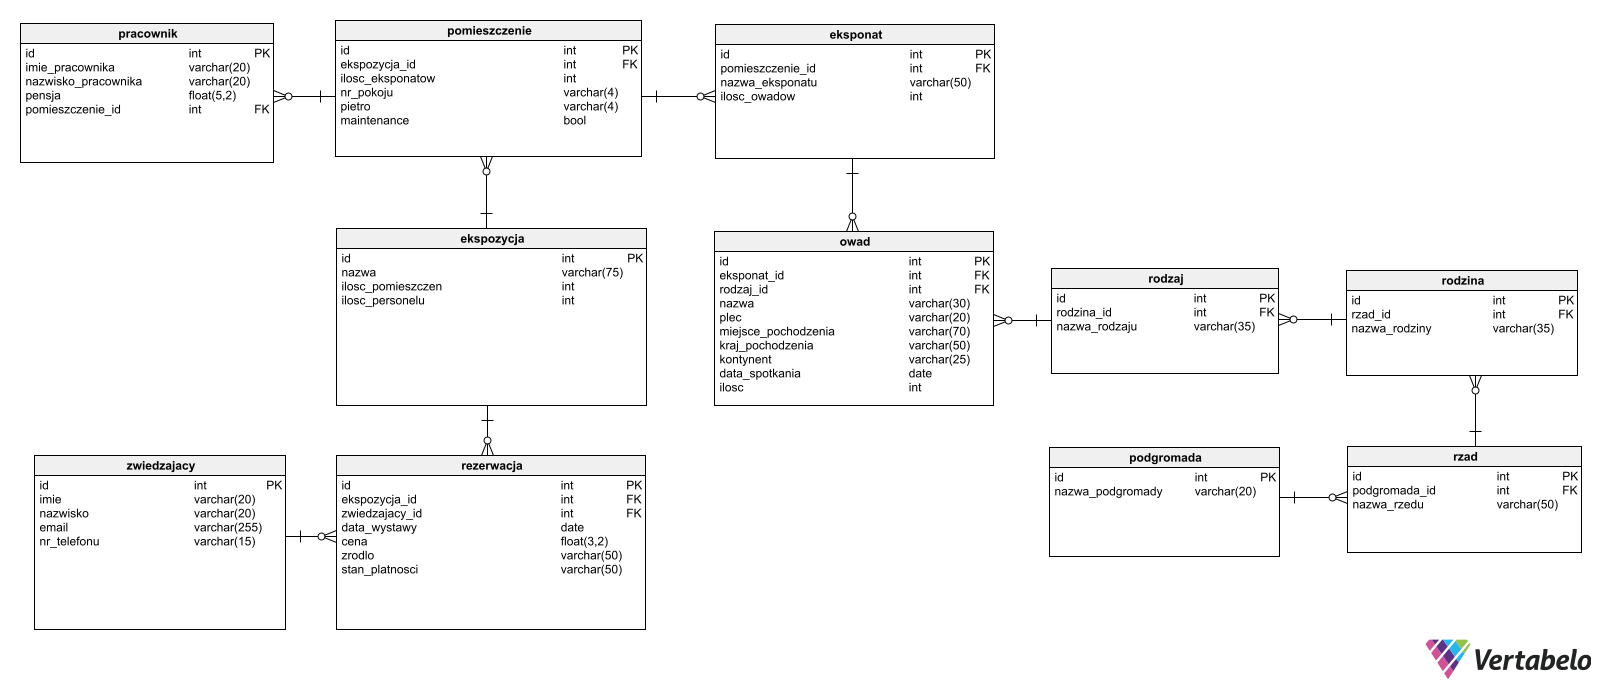 pracownik
id int PK
imie_pracownika varchar(20)
nazwisko_pracownika varchar(20)
pensja float(5,2)
pomieszczenie_id int FK
pomieszczenie
id int PK
ekspozycja_id int FK
ilosc_eksponatow int
nr_pokoju varchar(4)
pietro varchar(4)
maintenance bool
eksponat
id int PK
pomieszczenie_id int FK
nazwa_eksponatu varchar(50)
ilosc_owadow int
ekspozycja
id int PK
nazwa varchar(75)
ilosc_pomieszczen int
ilosc_personelu int
owad
id int PK
eksponat_id int FK
rodzaj_id int FK
nazwa varchar(30)
plec varchar(20)
miejsce_pochodzenia varchar(70)
kraj_pochodzenia varchar(50)
kontynent varchar(25)
data_spotkania date
ilosc int
rodzaj
id int PK
rodzina_id int FK
nazwa_rodzaju varchar(35)
rodzina
id int PK
rzad_id int FK
nazwa_rodziny varchar(35)
zwiedzajacy
id int PK
imie varchar(20)
nazwisko varchar(20)
email varchar(255)
nr_telefonu varchar(15)
rezerwacja
id int PK
ekspozycja_id int FK
zwiedzajacy_id int FK
data_wystawy date
cena float(3,2)
zrodlo varchar(50)
stan_platnosci varchar(50)
podgromada
id int PK
nazwa_podgromady varchar(20)
rzad
id int PK
podgromada_id int FK
nazwa_rzedu varchar(50)
Vertabelo